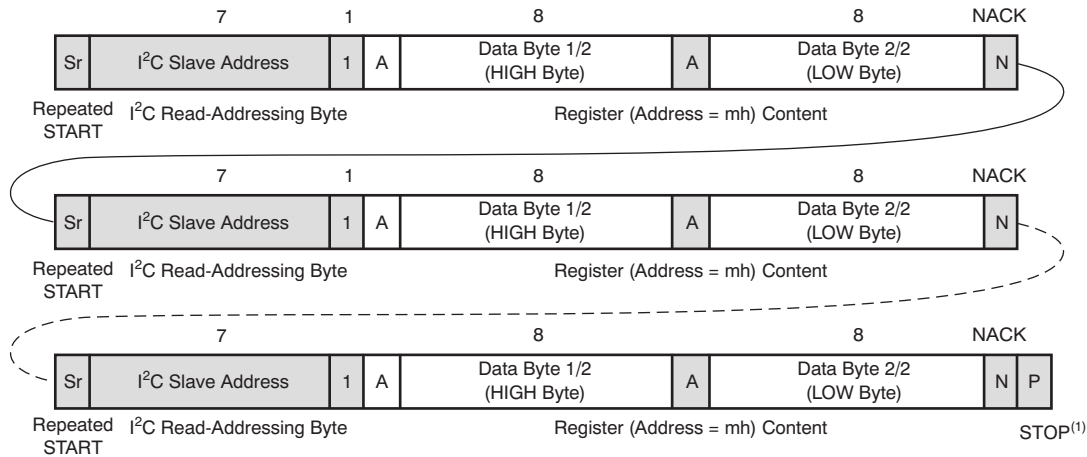 7 1 8 8 NACK
Sr I²C Slave Address 1 A Data Byte 1/2 (HIGH Byte) A Data Byte 2/2 (LOW Byte) N
Repeated START I²C Read-Addressing Byte Register (Address = mh) Content
7 1 8 8 NACK
Sr I²C Slave Address 1 A Data Byte 1/2 (HIGH Byte) A Data Byte 2/2 (LOW Byte) N
Repeated START I²C Read-Addressing Byte Register (Address = mh) Content
7 1 8 8 NACK
Sr I²C Slave Address 1 A Data Byte 1/2 (HIGH Byte) A Data Byte 2/2 (LOW Byte) N P
Repeated START I²C Read-Addressing Byte Register (Address = mh) Content STOP⁽¹⁾